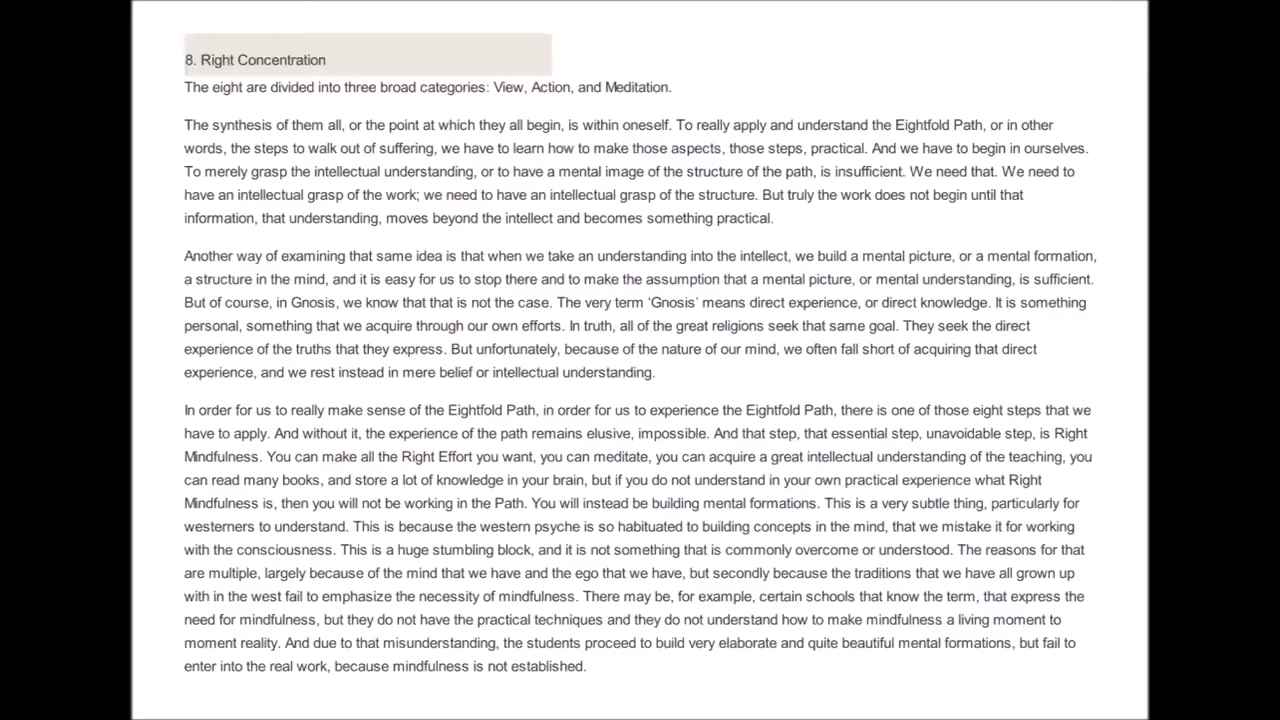 8. Right Concentration
The eight are divided into three broad categories: View, Action, and Meditation.
The synthesis of them all, or the point at which they all begin, is within oneself. To really apply and understand the Eightfold Path, or in other
words, the steps to walk out of suffering, we have to learn how to make those aspects, those steps, practical. And we have to begin in ourselves.
To merely grasp the intellectual understanding, or to have a mental image of the structure of the path, is insufficient. We need that. We need to
have an intellectual grasp of the work; we need to have an intellectual grasp of the structure. But truly the work does not begin until that
information, that understanding, moves beyond the intellect and becomes something practical.
Another way of examining that same idea is that when we take an understanding into the intellect, we build a mental picture, or a mental formation,
a structure in the mind, and it is easy for us to stop there and to make the assumption that a mental picture, or mental understanding, is sufficient.
But of course, in Gnosis, we know that that is not the case. The very term ‘Gnosis’ means direct experience, or direct knowledge. It is something
personal, something that we acquire through our own efforts. In truth, all of the great religions seek that same goal. They seek the direct
experience of the truths that they express. But unfortunately, because of the nature of our mind, we often fall short of acquiring that direct
experience, and we rest instead in mere belief or intellectual understanding.
In order for us to really make sense of the Eightfold Path, in order for us to experience the Eightfold Path, there is one of those eight steps that we
have to apply. And without it, the experience of the path remains elusive, impossible. And that step, that essential step, unavoidable step, is Right
Mindfulness. You can make all the Right Effort you want, you can meditate, you can acquire a great intellectual understanding of the teaching, you
can read many books, and store a lot of knowledge in your brain, but if you do not understand in your own practical experience what Right
Mindfulness is, then you will not be working in the Path. You will instead be building mental formations. This is a very subtle thing, particularly for
westerners to understand. This is because the western psyche is so habituated to building concepts in the mind, that we mistake it for working
with the consciousness. This is a huge stumbling block, and it is not something that is commonly overcome or understood. The reasons for that
are multiple, largely because of the mind that we have and the ego that we have, but secondly because the traditions that we have all grown up
with in the west fail to emphasize the necessity of mindfulness. There may be, for example, certain schools that know the term, that express the
need for mindfulness, but they do not have the practical techniques and they do not understand how to make mindfulness a living moment to
moment reality. And due to that misunderstanding, the students proceed to build very elaborate and quite beautiful mental formations, but fail to
enter into the real work, because mindfulness is not established.